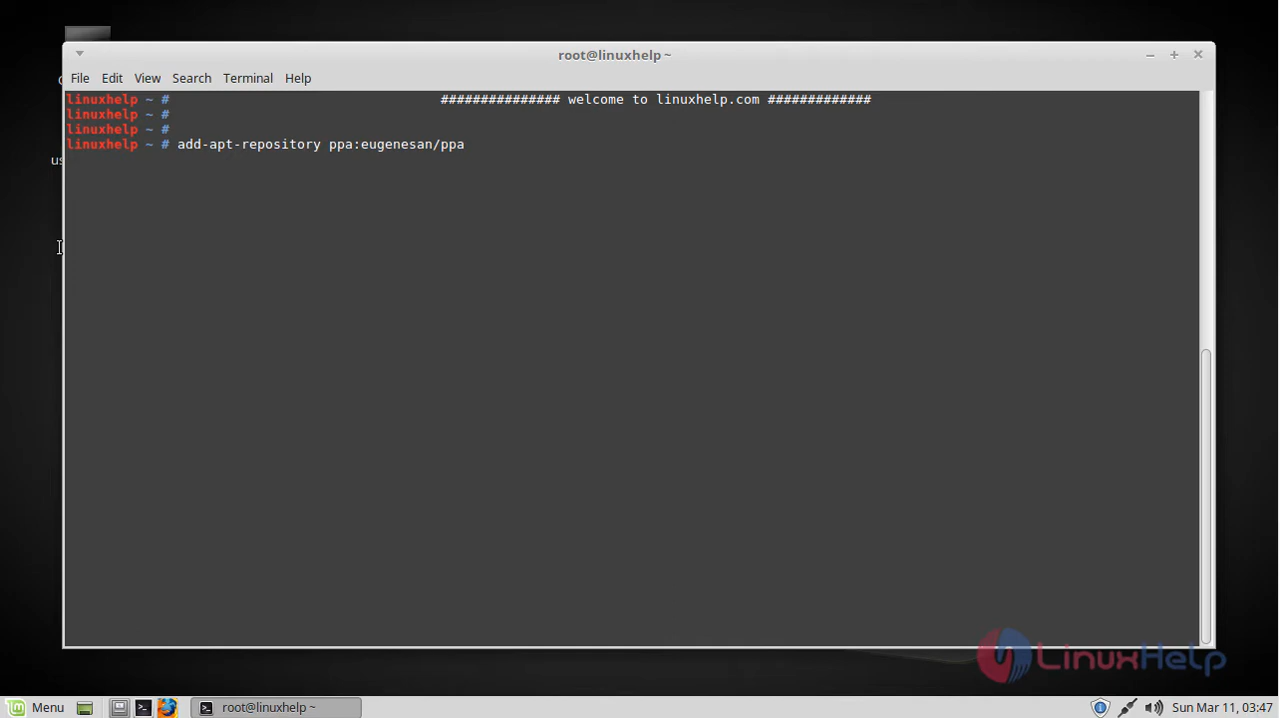 root@linuxhelp ~
File Edit View Search Terminal Help
linuxhelp ~ # ############### welcome to linuxhelp.com #############
linuxhelp ~ #
linuxhelp ~ #
linuxhelp ~ # add-apt-repository ppa:eugenesan/ppa
us
LinuxHelp
Menu root@linuxhelp ~ Sun Mar 11, 03:47